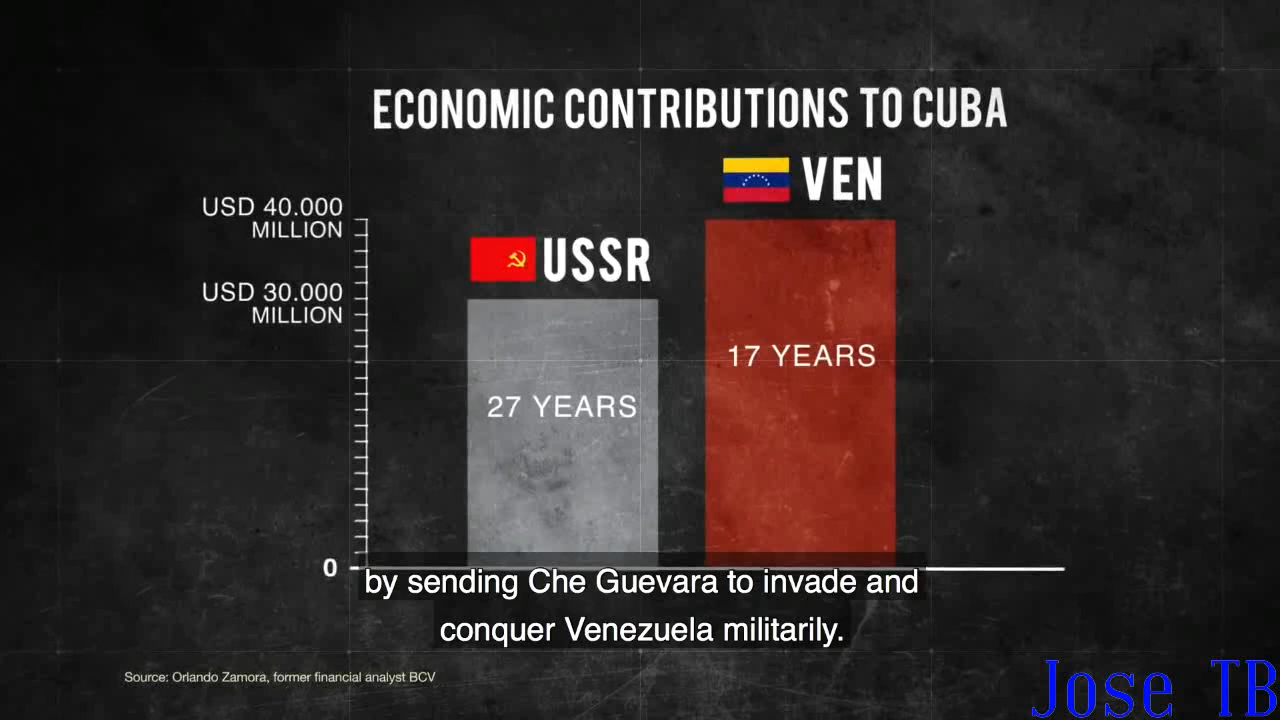 ECONOMIC CONTRIBUTIONS TO CUBA
VEN
USD 40.000
MILLION
USSR
USD 30.000
MILLION
17 YEARS
27 YEARS
0
by sending Che Guevara to invade and
conquer Venezuela militarily.
Source: Orlando Zamora, former financial analyst BCV
Jose TB